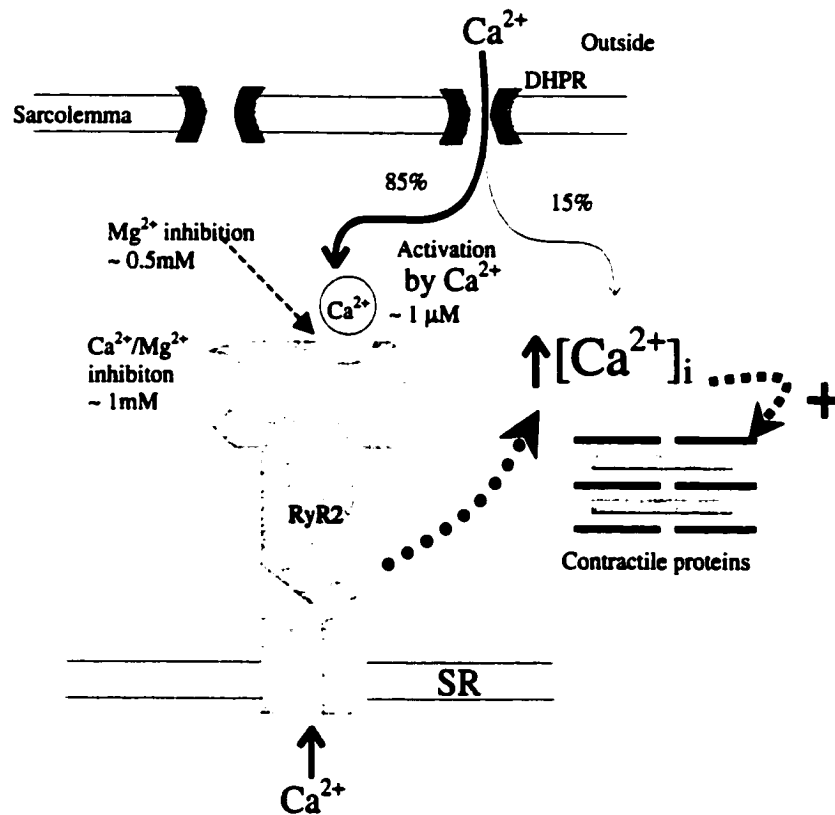 Ca²⁺
Outside
DHPR
Sarcolemma
85%
15%
Mg²⁺ inhibition
~ 0.5mM
Activation
by Ca²⁺
~ 1 μM
Ca²⁺
Ca²⁺/Mg²⁺
inhibiton
~ 1mM
[Ca²⁺]i
+
RyR2
Contractile proteins
SR
Ca²⁺